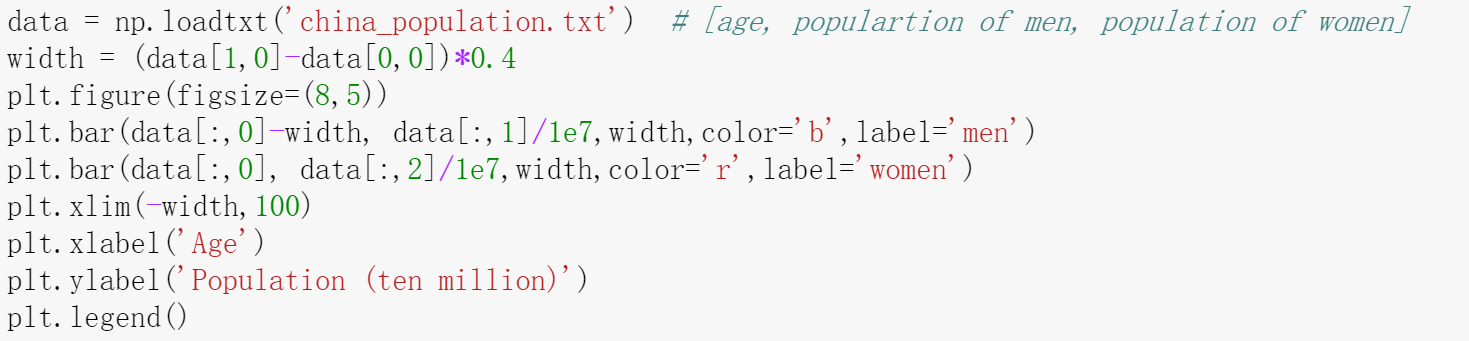 data = np.loadtxt('china_population.txt')  # [age, populartion of men, population of women]
width = (data[1,0]-data[0,0])*0.4
plt.figure(figsize=(8,5))
plt.bar(data[:,0]-width, data[:,1]/1e7,width,color='b',label='men')
plt.bar(data[:,0], data[:,2]/1e7,width,color='r',label='women')
plt.xlim(-width,100)
plt.xlabel('Age')
plt.ylabel('Population (ten million)')
plt.legend()